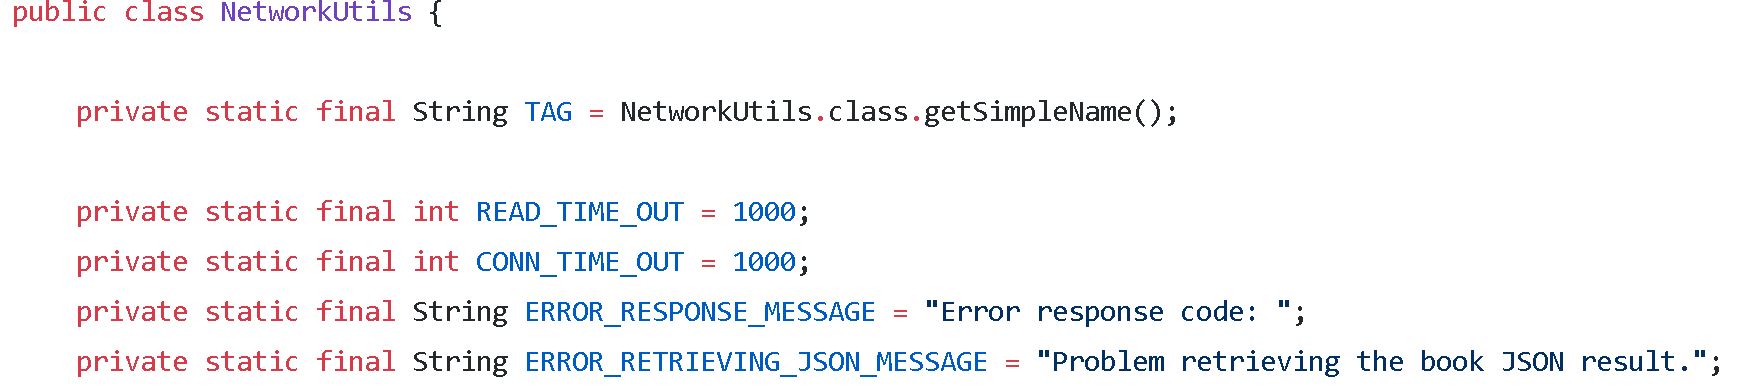 public class NetworkUtils {
private static final String TAG = NetworkUtils.class.getSimpleName();
private static final int READ_TIME_OUT = 1000;
private static final int CONN_TIME_OUT = 1000;
private static final String ERROR_RESPONSE_MESSAGE = "Error response code: ";
private static final String ERROR_RETRIEVING_JSON_MESSAGE = "Problem retrieving the book JSON result.";